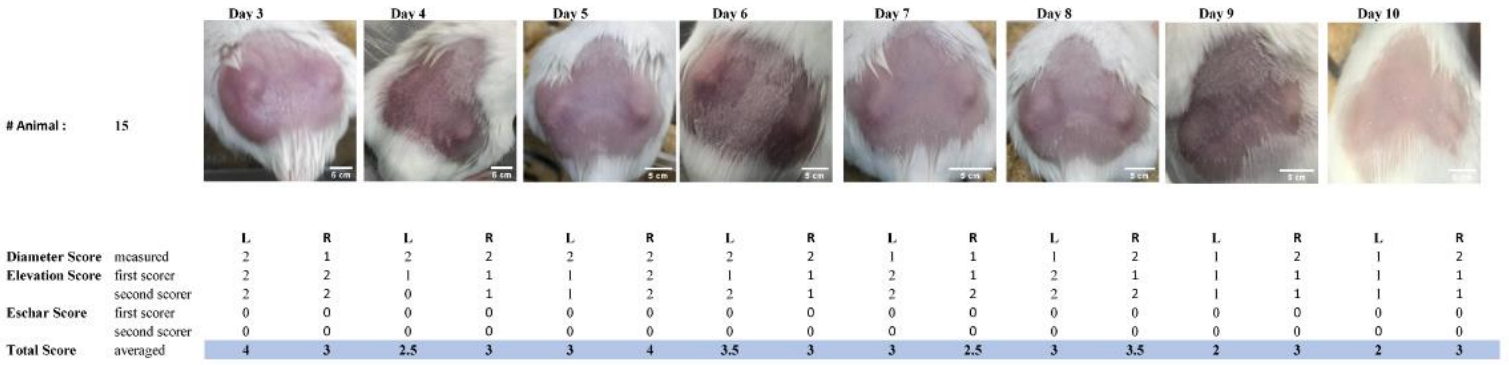 Day 3 Day 4 Day 5 Day 6 Day 7 Day 8 Day 9 Day 10
# Animal : 15
6 cm 6 cm 5 cm 5 cm 5 cm 5 cm 5 cm 5 cm
L R L R L R L R L R L R L R L R
Diameter Score measured 2 1 2 2 2 2 2 2 1 1 1 2 1 2 1 2
Elevation Score first scorer 2 2 1 1 1 2 1 1 2 1 2 1 1 1 1 1
second scorer 2 2 0 1 1 2 2 1 2 2 2 2 1 1 1 1
Eschar Score first scorer 0 0 0 0 0 0 0 0 0 0 0 0 0 0 0 0
second scorer 0 0 0 0 0 0 0 0 0 0 0 0 0 0 0 0
Total Score averaged 4 3 2.5 3 3 4 3.5 3 3 2.5 3 3.5 2 3 2 3